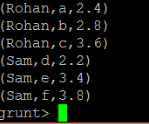 (Rohan,a,2.4)
(Rohan,b,2.8)
(Rohan,c,3.6)
(Sam,d,2.2)
(Sam,e,3.4)
(Sam,f,3.8)
grunt>